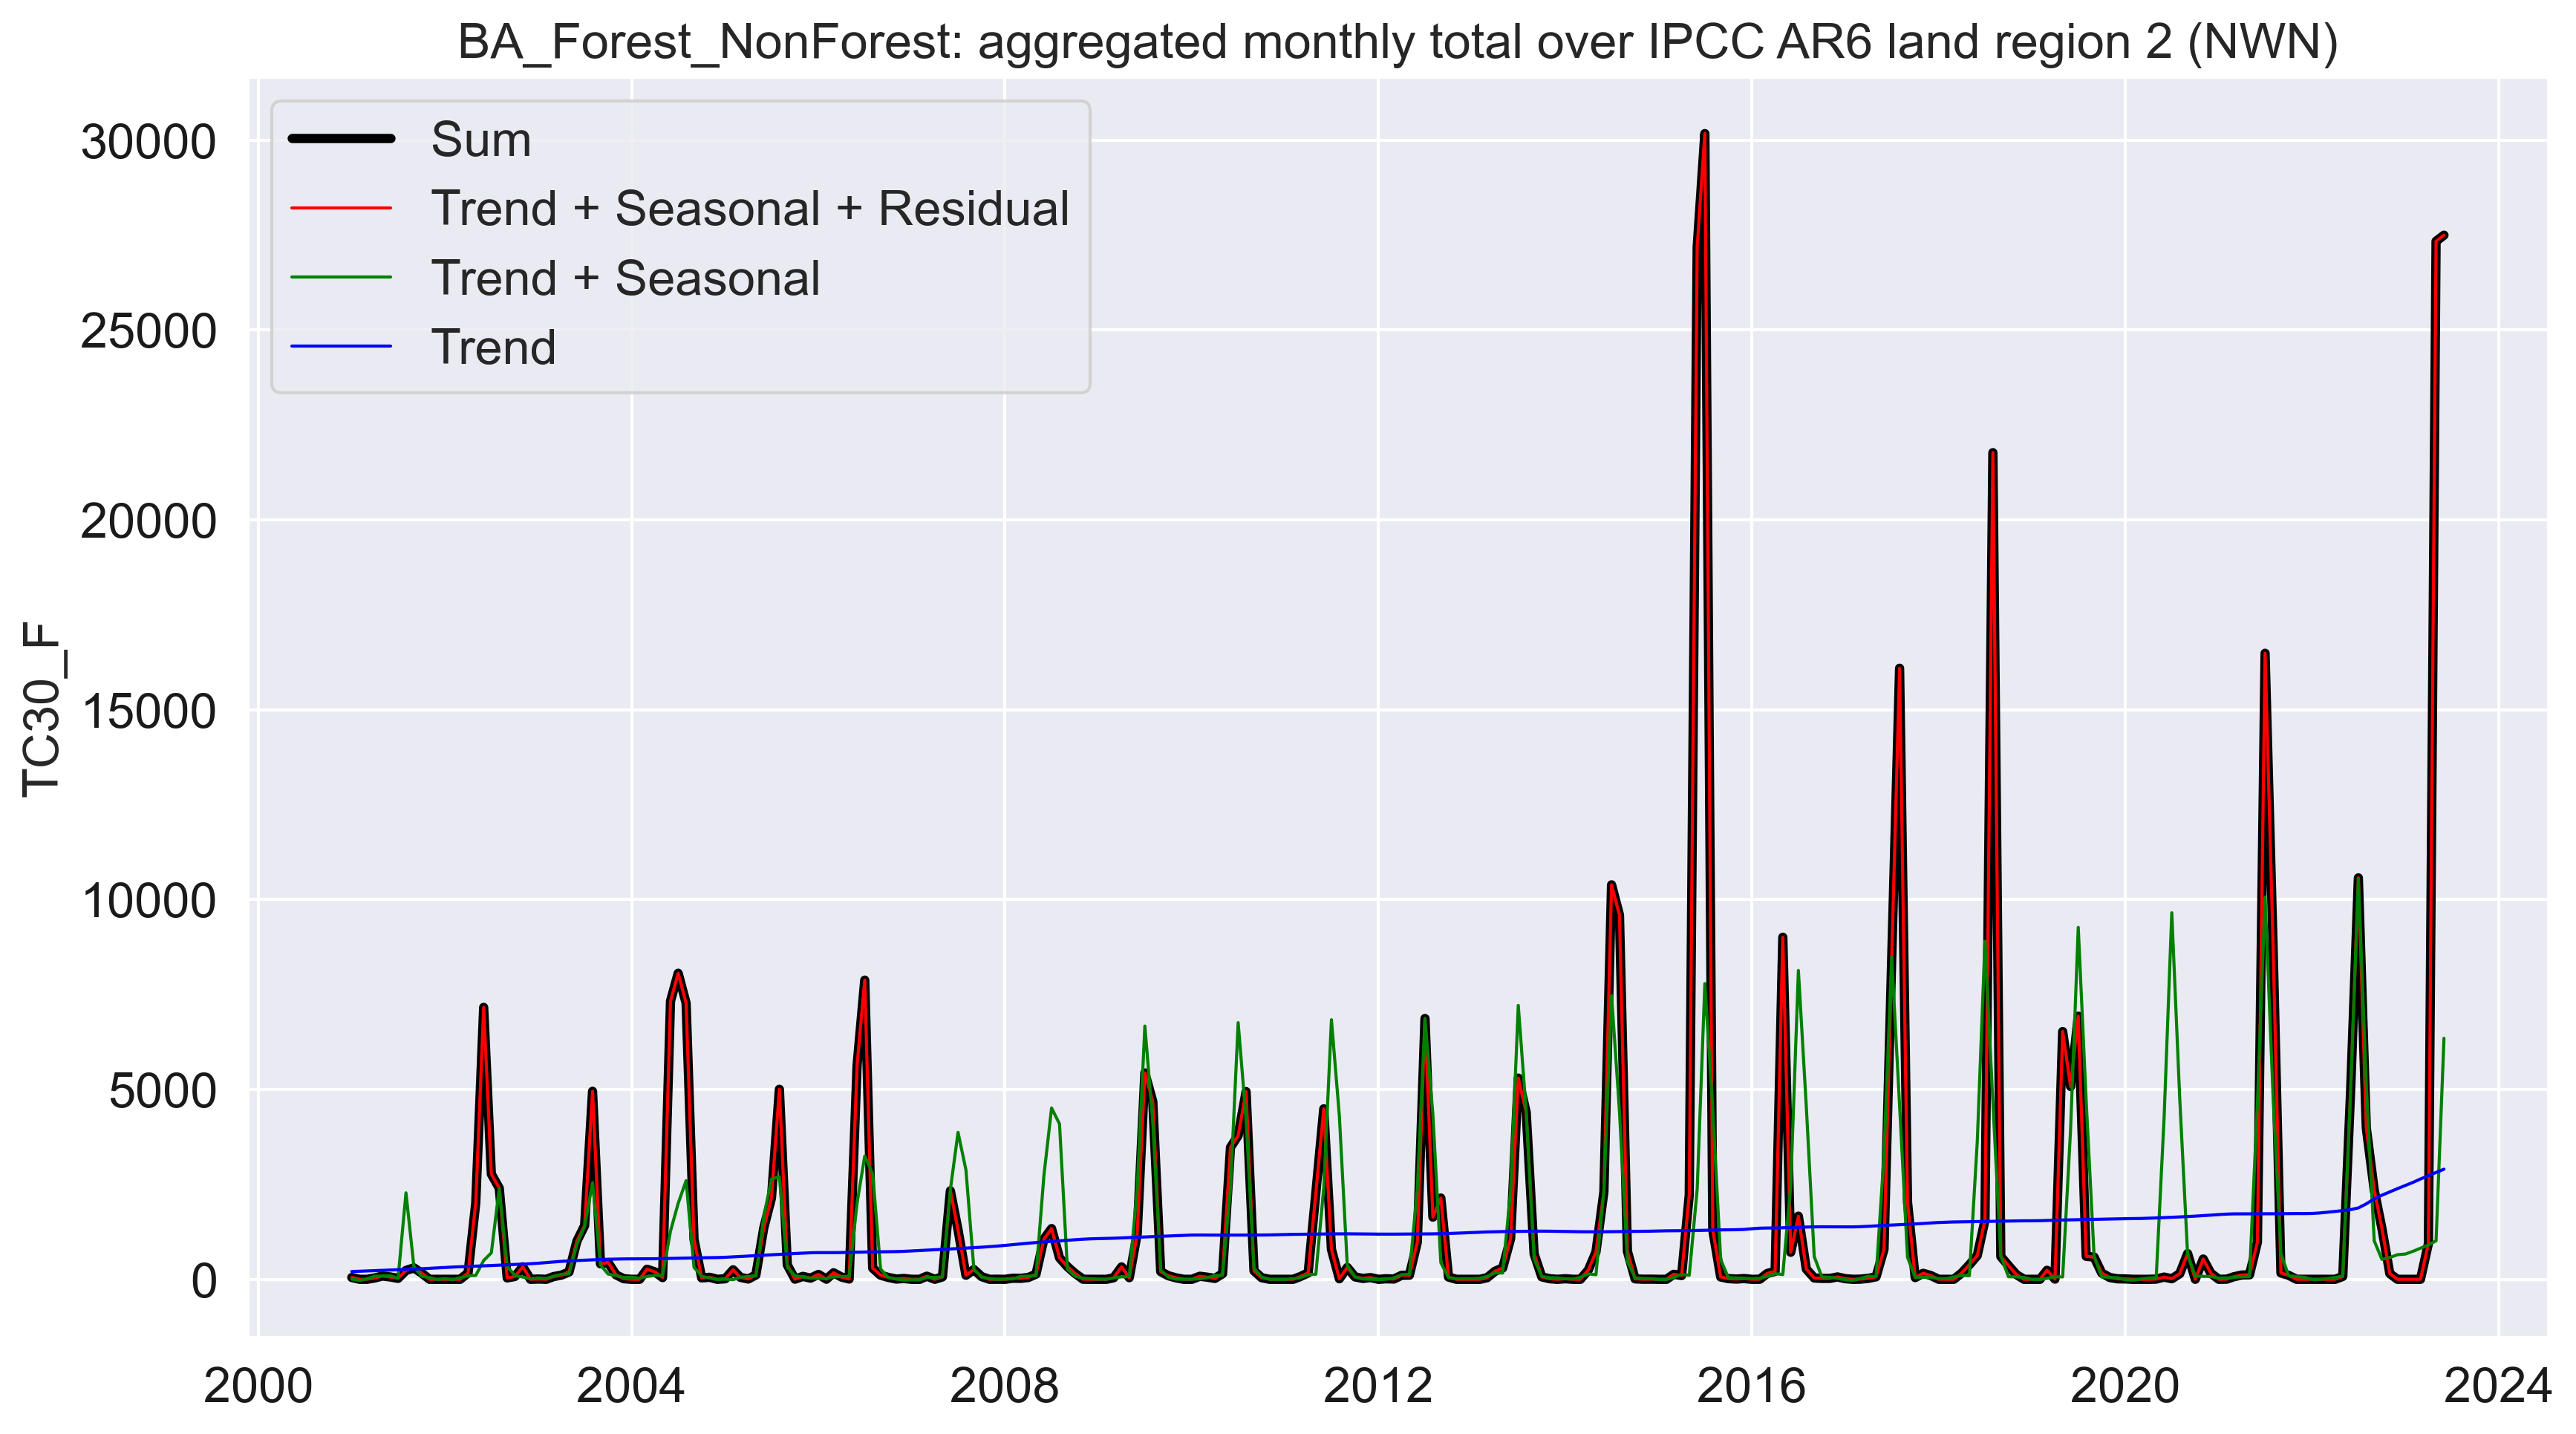 BA_Forest_NonForest: aggregated monthly total over IPCC AR6 land region 2 (NWN)
Sum
Trend + Seasonal + Residual
Trend + Seasonal
Trend
TC30_F
30000
25000
20000
15000
10000
5000
0
2000 2004 2008 2012 2016 2020 2024